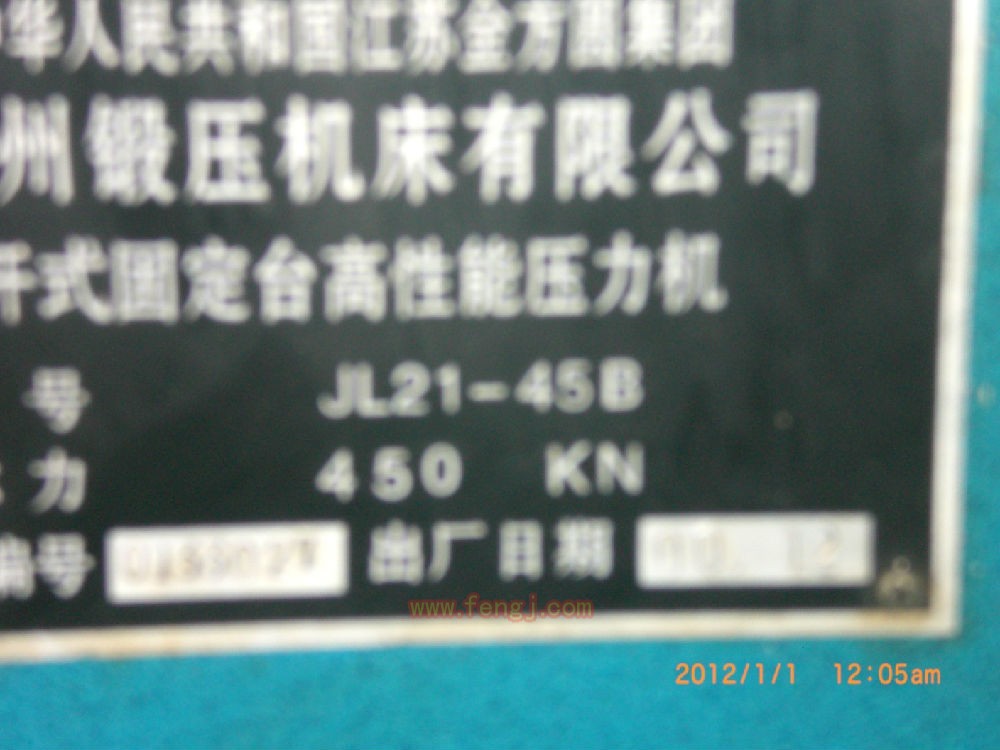 华人民共和国江苏全方圆集团
州锻压机床有限公司
开式固定台高性能压力机
号 JL21-45B
力 450 KN
编号 出厂日期
www.fengj.com
2012/1/1 12:05am